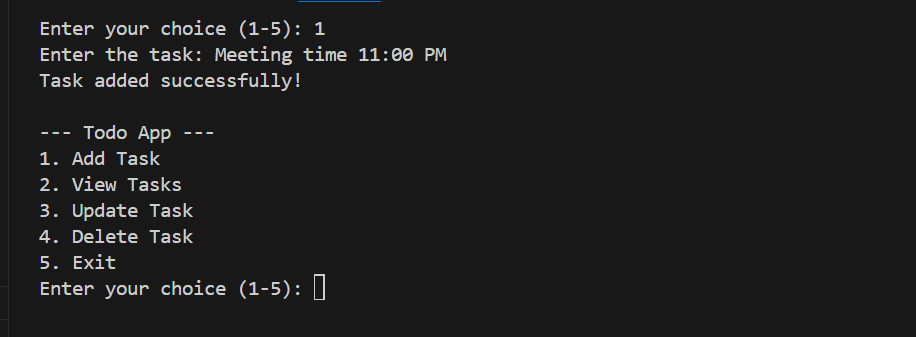 Enter your choice (1-5): 1
Enter the task: Meeting time 11:00 PM
Task added successfully!
--- Todo App ---
1. Add Task
2. View Tasks
3. Update Task
4. Delete Task
5. Exit
Enter your choice (1-5):